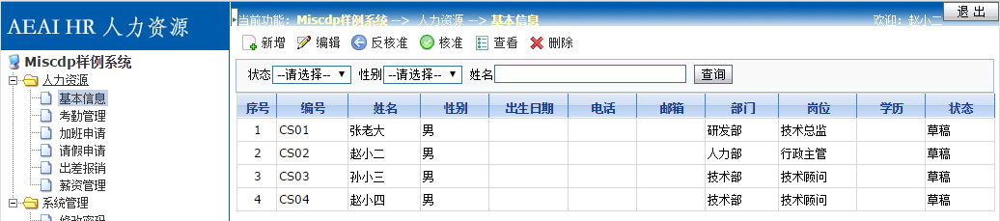 退 出
AEAI HR 人力资源
当前功能: Miscdp样例系统 --> 人力资源 --> 基本信息 欢迎: 赵小二
新增 编辑 反核准 核准 查看 删除
Miscdp样例系统
人力资源
基本信息
考勤管理
加班申请
请假申请
出差报销
薪资管理
系统管理
修改密码
状态 --请选择-- 性别 --请选择-- 姓名 查询
序号 编号 姓名 性别 出生日期 电话 邮箱 部门 岗位 学历 状态
1 CS01 张老大 男 研发部 技术总监 草稿
2 CS02 赵小二 男 人力部 行政主管 草稿
3 CS03 孙小三 男 技术部 技术顾问 草稿
4 CS04 赵小四 男 技术部 技术顾问 草稿